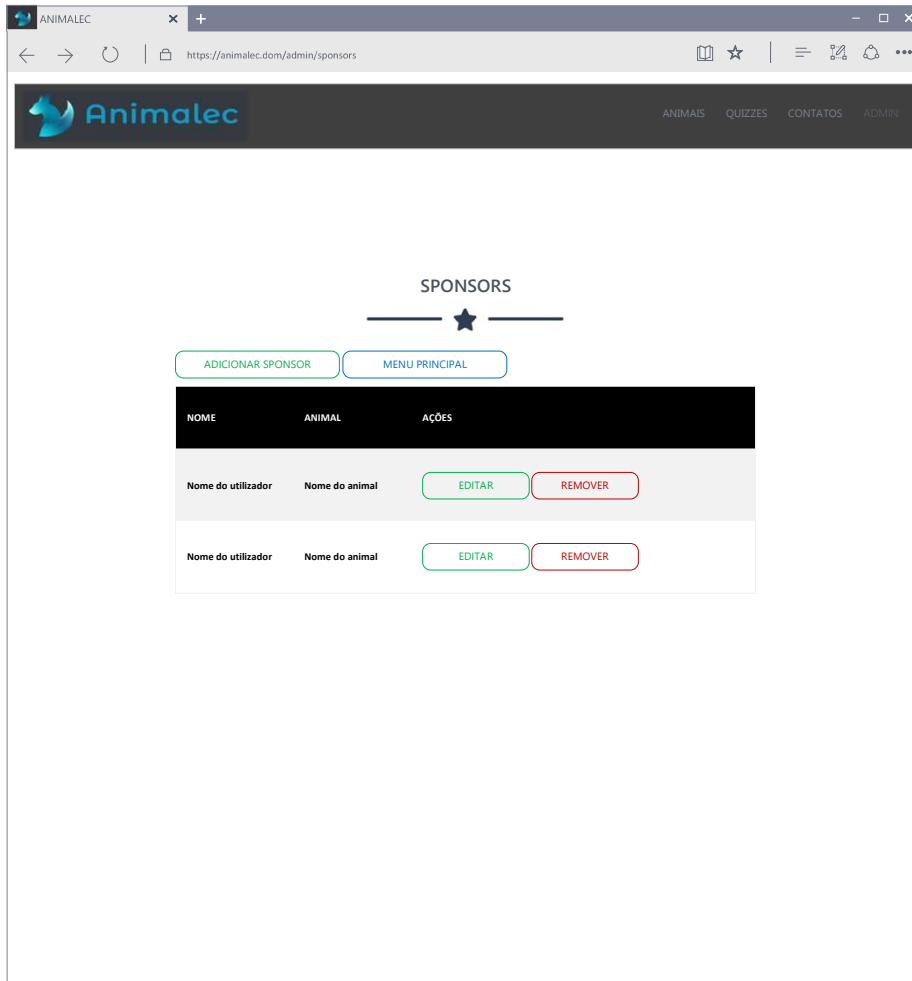 ANIMALEC
https://animalec.dom/admin/sponsors
Animalec
ANIMAIS QUIZZES CONTATOS ADMIN
SPONSORS
ADICIONAR SPONSOR MENU PRINCIPAL
NOME ANIMAL AÇÕES
Nome do utilizador Nome do animal EDITAR REMOVER
Nome do utilizador Nome do animal EDITAR REMOVER